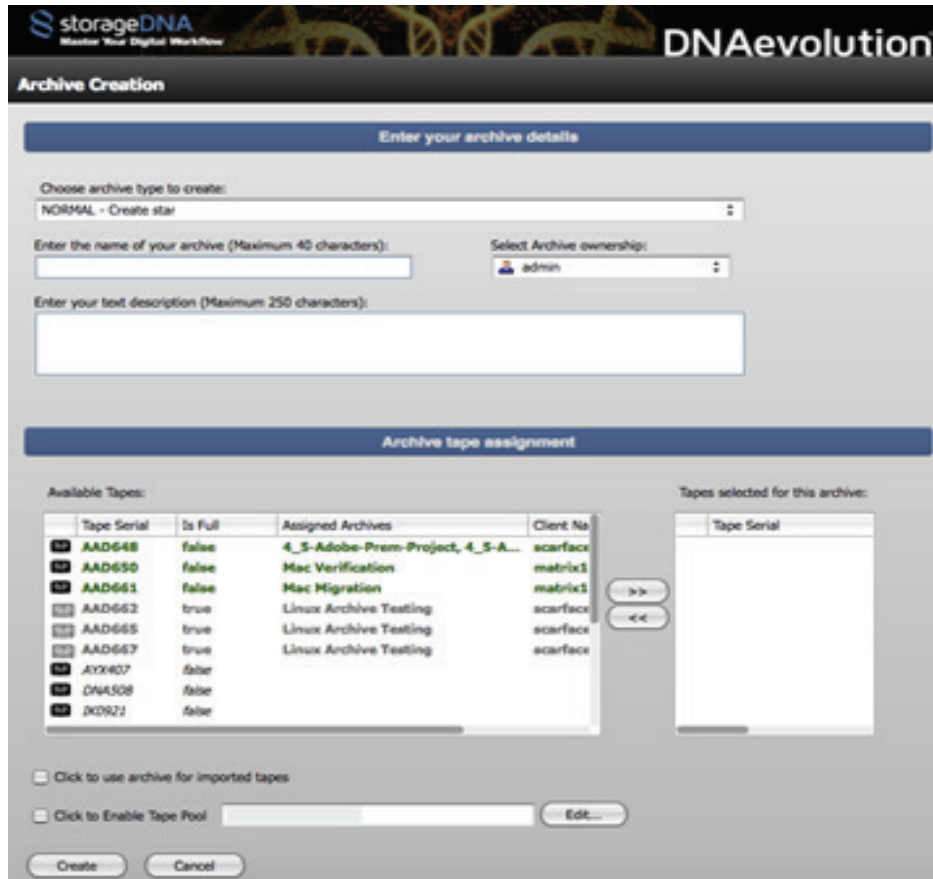 storageDNA
Master Your Digital Workflow
DNAevolution
Archive Creation
Enter your archive details
Choose archive type to create:
NORMAL - Create star
Enter the name of your archive (Maximum 40 characters):
Select Archive ownership:
admin
Enter your text description (Maximum 250 characters):
Archive tape assignment
Available Tapes:
Tapes selected for this archive:
Tape Serial Is Full Assigned Archives Client Na
Tape Serial
AAD648 false 4_5-Adobe-Prem-Project, 4_5-A... scarface
AAD650 false Mac Verification matrix1
AAD661 false Mac Migration matrix1
>>
AAD662 true Linux Archive Testing scarface
<<
AAD665 true Linux Archive Testing scarface
AAD667 true Linux Archive Testing scarface
AYX407 false
DNA508 false
IK0921 false
Click to use archive for imported tapes
Click to Enable Tape Pool
Edit...
Create
Cancel